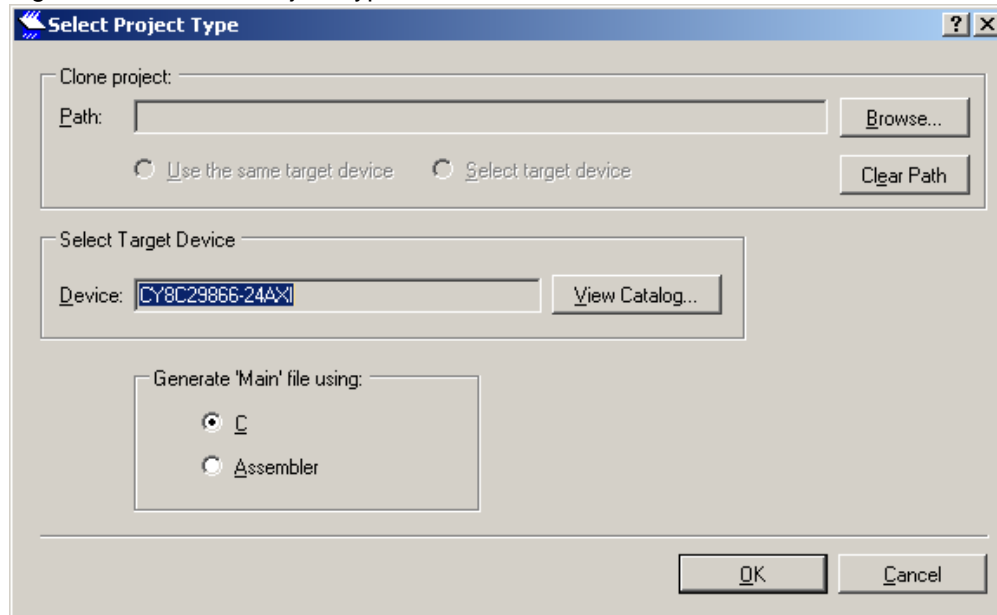 Select Project Type
Clone project:
Path:
Browse...
Use the same target device
Select target device
Clear Path
Select Target Device
Device: CY8C29866-24AXI
View Catalog...
Generate 'Main' file using:
C
Assembler
OK
Cancel